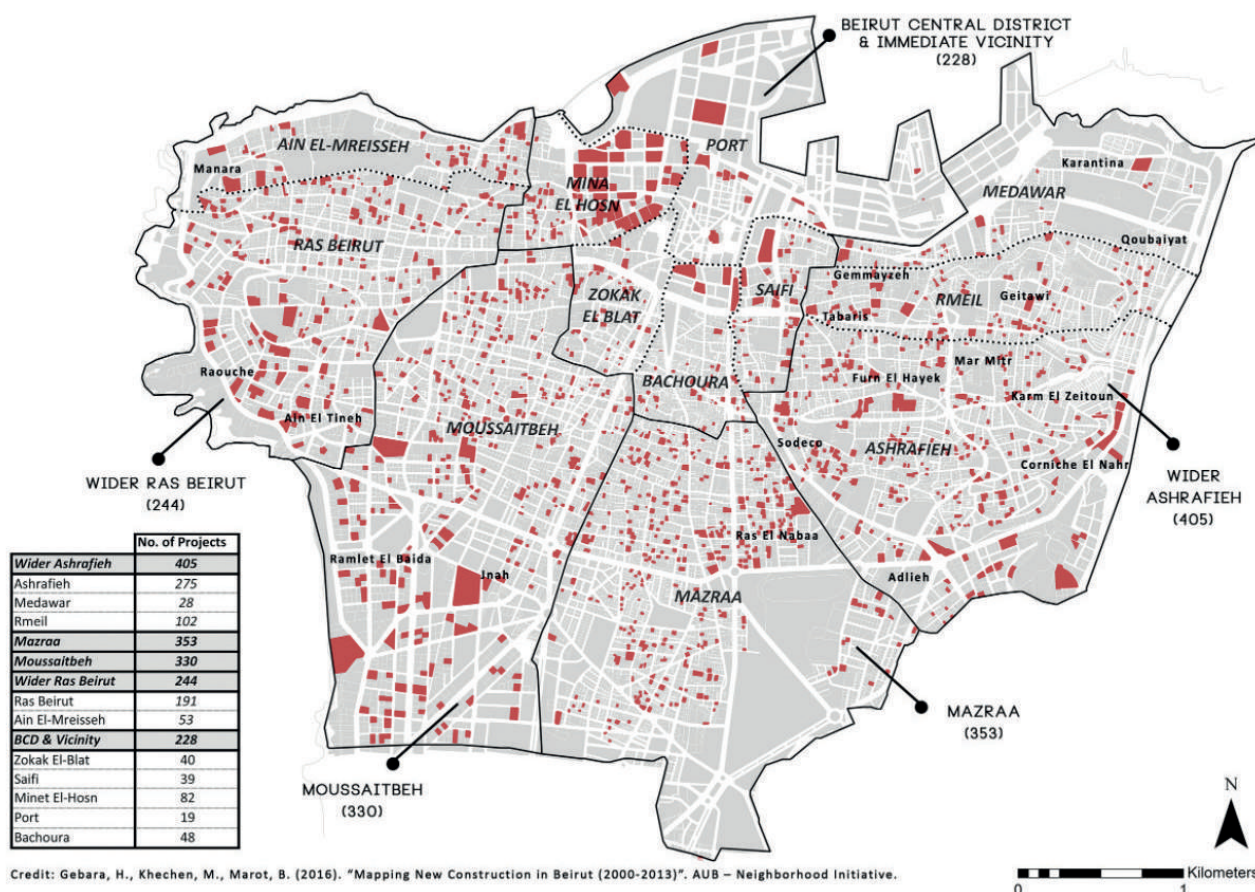 BEIRUT CENTRAL DISTRICT
& IMMEDIATE VICINITY
(228)
AIN EL-MREISSEH
Manara
PORT
Karantina
MINA
EL HOSN
MEDAWAR
RAS BEIRUT
Qoubaiyat
Gemmayzeh
ZOKAK
EL BLAT
SAIFI
RMEIL
Geitawi
Tabaris
Raouche
Mar Mitr
BACHOURA
Furn El Hayek
Karm El Zeitoun
Ain El Tineh
MOUSSAITBEH
Sodeco
ASHRAFIEH
Corniche El Nahr
WIDER RAS BEIRUT
(244)
WIDER
ASHRAFIEH
(405)
Ras El Nabaa
Ramlet El Baida
Jnah
Adlieh
MAZRAA
MAZRAA
(353)
MOUSSAITBEH
(330)
No. of Projects
Wider Ashrafieh 405
Ashrafieh 275
Medawar 28
Rmeil 102
Mazraa 353
Moussaitbeh 330
Wider Ras Beirut 244
Ras Beirut 191
Ain El-Mreisseh 53
BCD & Vicinity 228
Zokak El-Blat 40
Saifi 39
Minet El-Hosn 82
Port 19
Bachoura 48
N
Kilometers
0 1
Credit: Gebara, H., Khechen, M., Marot, B. (2016). "Mapping New Construction in Beirut (2000-2013)". AUB – Neighborhood Initiative.